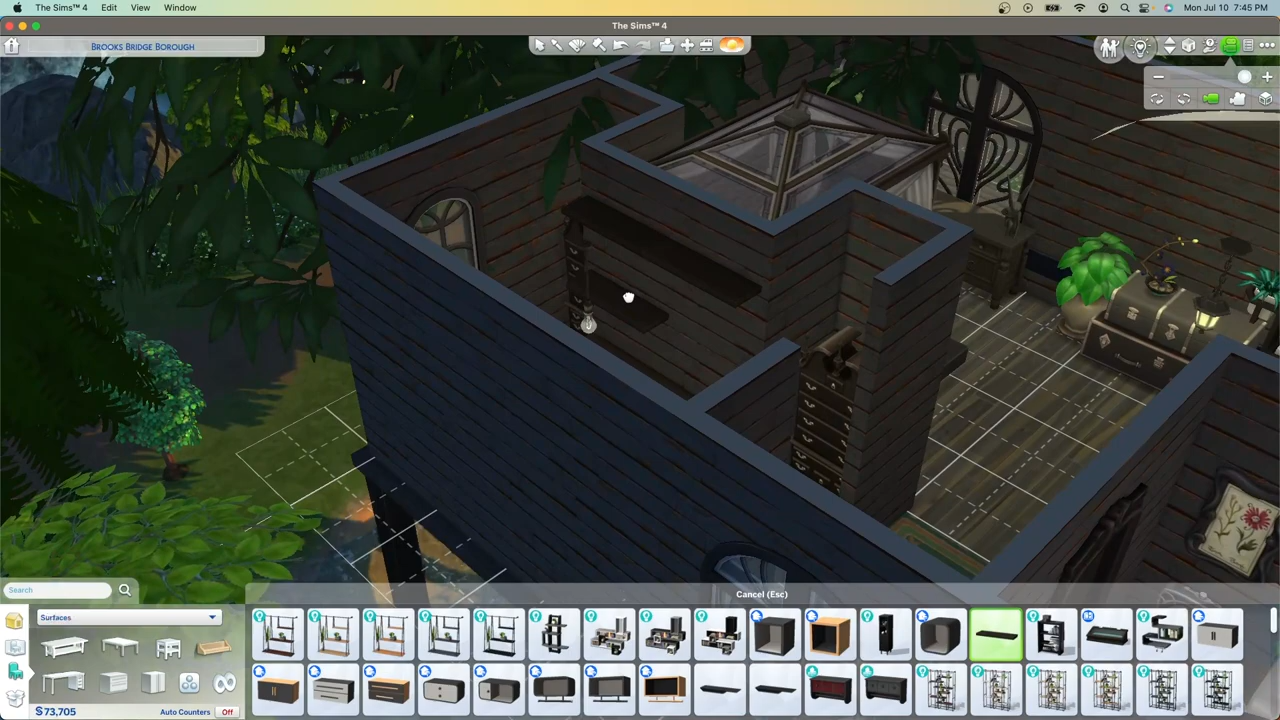 The Sims™ 4 Edit View Window Mon Jul 10 7:45 PM
The Sims™ 4
BROOKS BRIDGE BOROUGH
Cancel (Esc)
Search
Surfaces
§73,705 Auto Counters Off